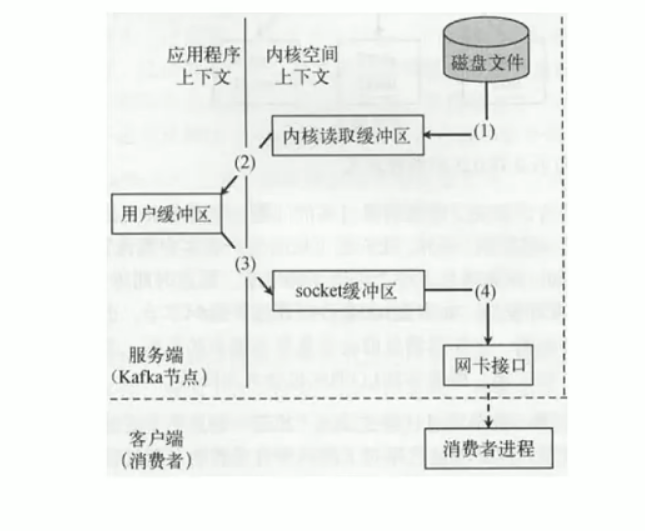 应用程序
上下文
内核空间
上下文
磁盘文件
内核读取缓冲区
(1)
(2)
用户缓冲区
(3)
socket缓冲区
(4)
服务端
(Kafka节点)
网卡接口
客户端
(消费者)
消费者进程